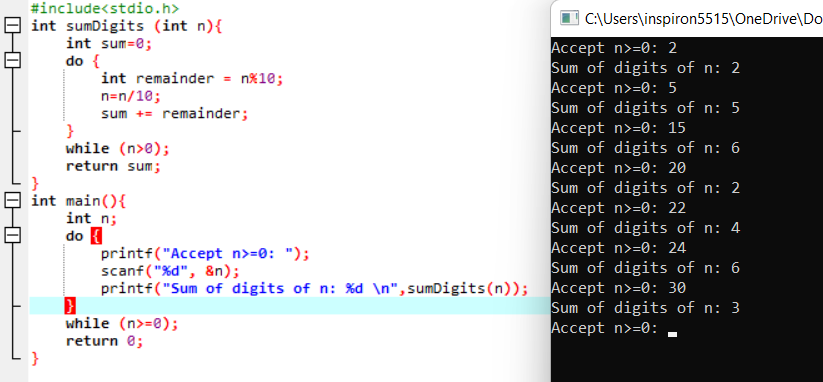 #include<stdio.h>
int sumDigits (int n){
int sum=0;
do {
int remainder = n%10;
n=n/10;
sum += remainder;
}
while (n>0);
return sum;
}
int main(){
int n;
do {
printf("Accept n>=0: ");
scanf("%d", &n);
printf("Sum of digits of n: %d \n",sumDigits(n));
}
while (n>=0);
return 0;
}
C:\Users\inspiron5515\OneDrive\Do
Accept n>=0: 2
Sum of digits of n: 2
Accept n>=0: 5
Sum of digits of n: 5
Accept n>=0: 15
Sum of digits of n: 6
Accept n>=0: 20
Sum of digits of n: 2
Accept n>=0: 22
Sum of digits of n: 4
Accept n>=0: 24
Sum of digits of n: 6
Accept n>=0: 30
Sum of digits of n: 3
Accept n>=0: